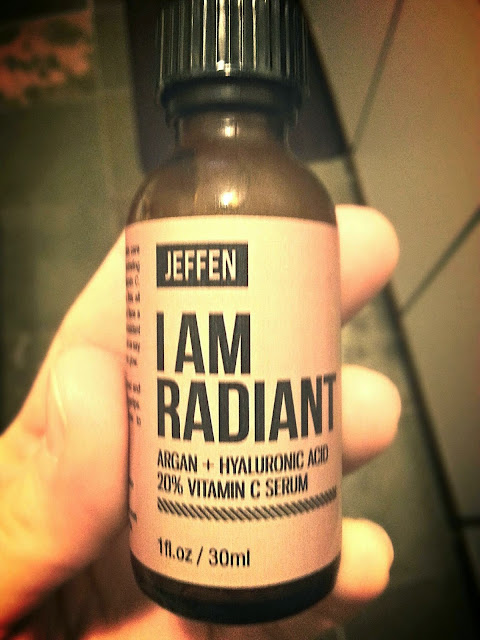 JEFFEN
I AM
RADIANT
ARGAN + HYALURONIC ACID
20% VITAMIN C SERUM
1fl.oz / 30ml